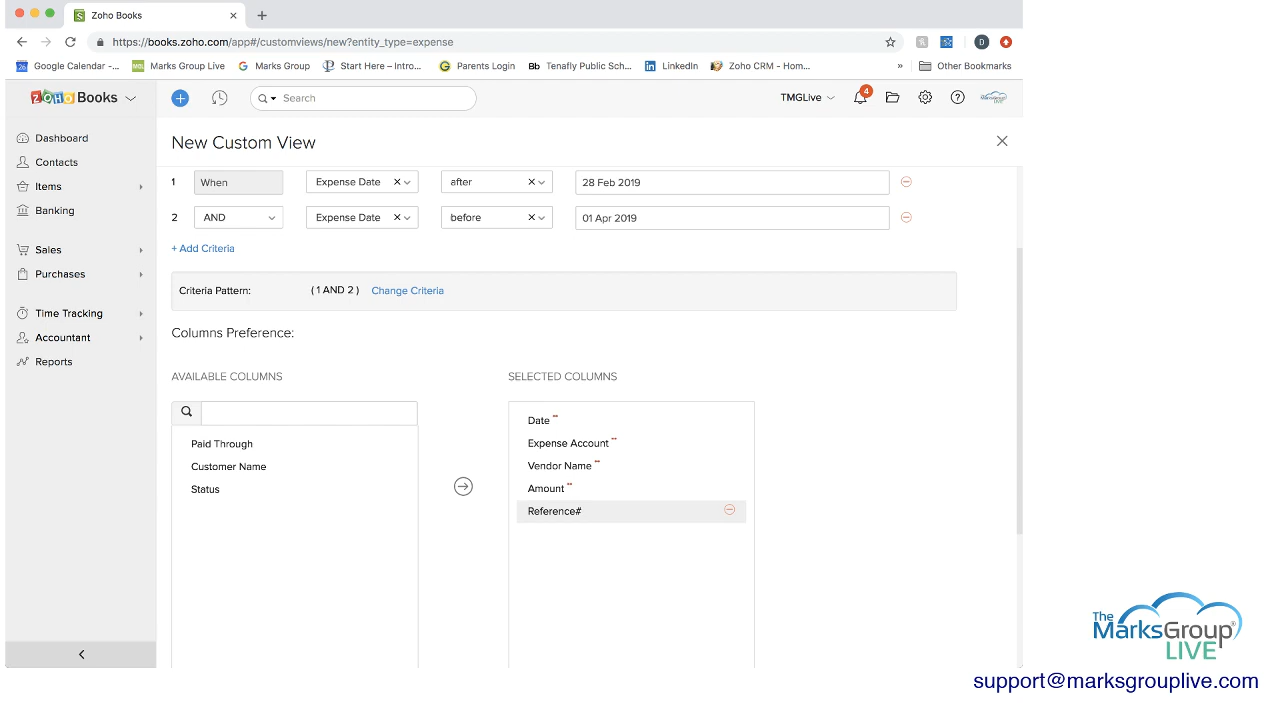 Zoho Books
https://books.zoho.com/app#/customviews/new?entity_type=expense
D
26 Google Calendar -... Marks Group Live Marks Group Start Here – Intro... Parents Login Bb Tenafly Public Sch... LinkedIn Zoho CRM - Hom... » Other Bookmarks
ZOHO Books
Search
TMGLive
4
New Custom View
Dashboard
Contacts
Items
Banking
Sales
Purchases
Time Tracking
Accountant
Reports
1 When Expense Date after 28 Feb 2019
2 AND Expense Date before 01 Apr 2019
+ Add Criteria
Criteria Pattern: ( 1 AND 2 ) Change Criteria
Columns Preference:
AVAILABLE COLUMNS
Paid Through
Customer Name
Status
SELECTED COLUMNS
Date **
Expense Account **
Vendor Name **
Amount **
Reference#
The
MarksGroup
LIVE
support@marksgrouplive.com